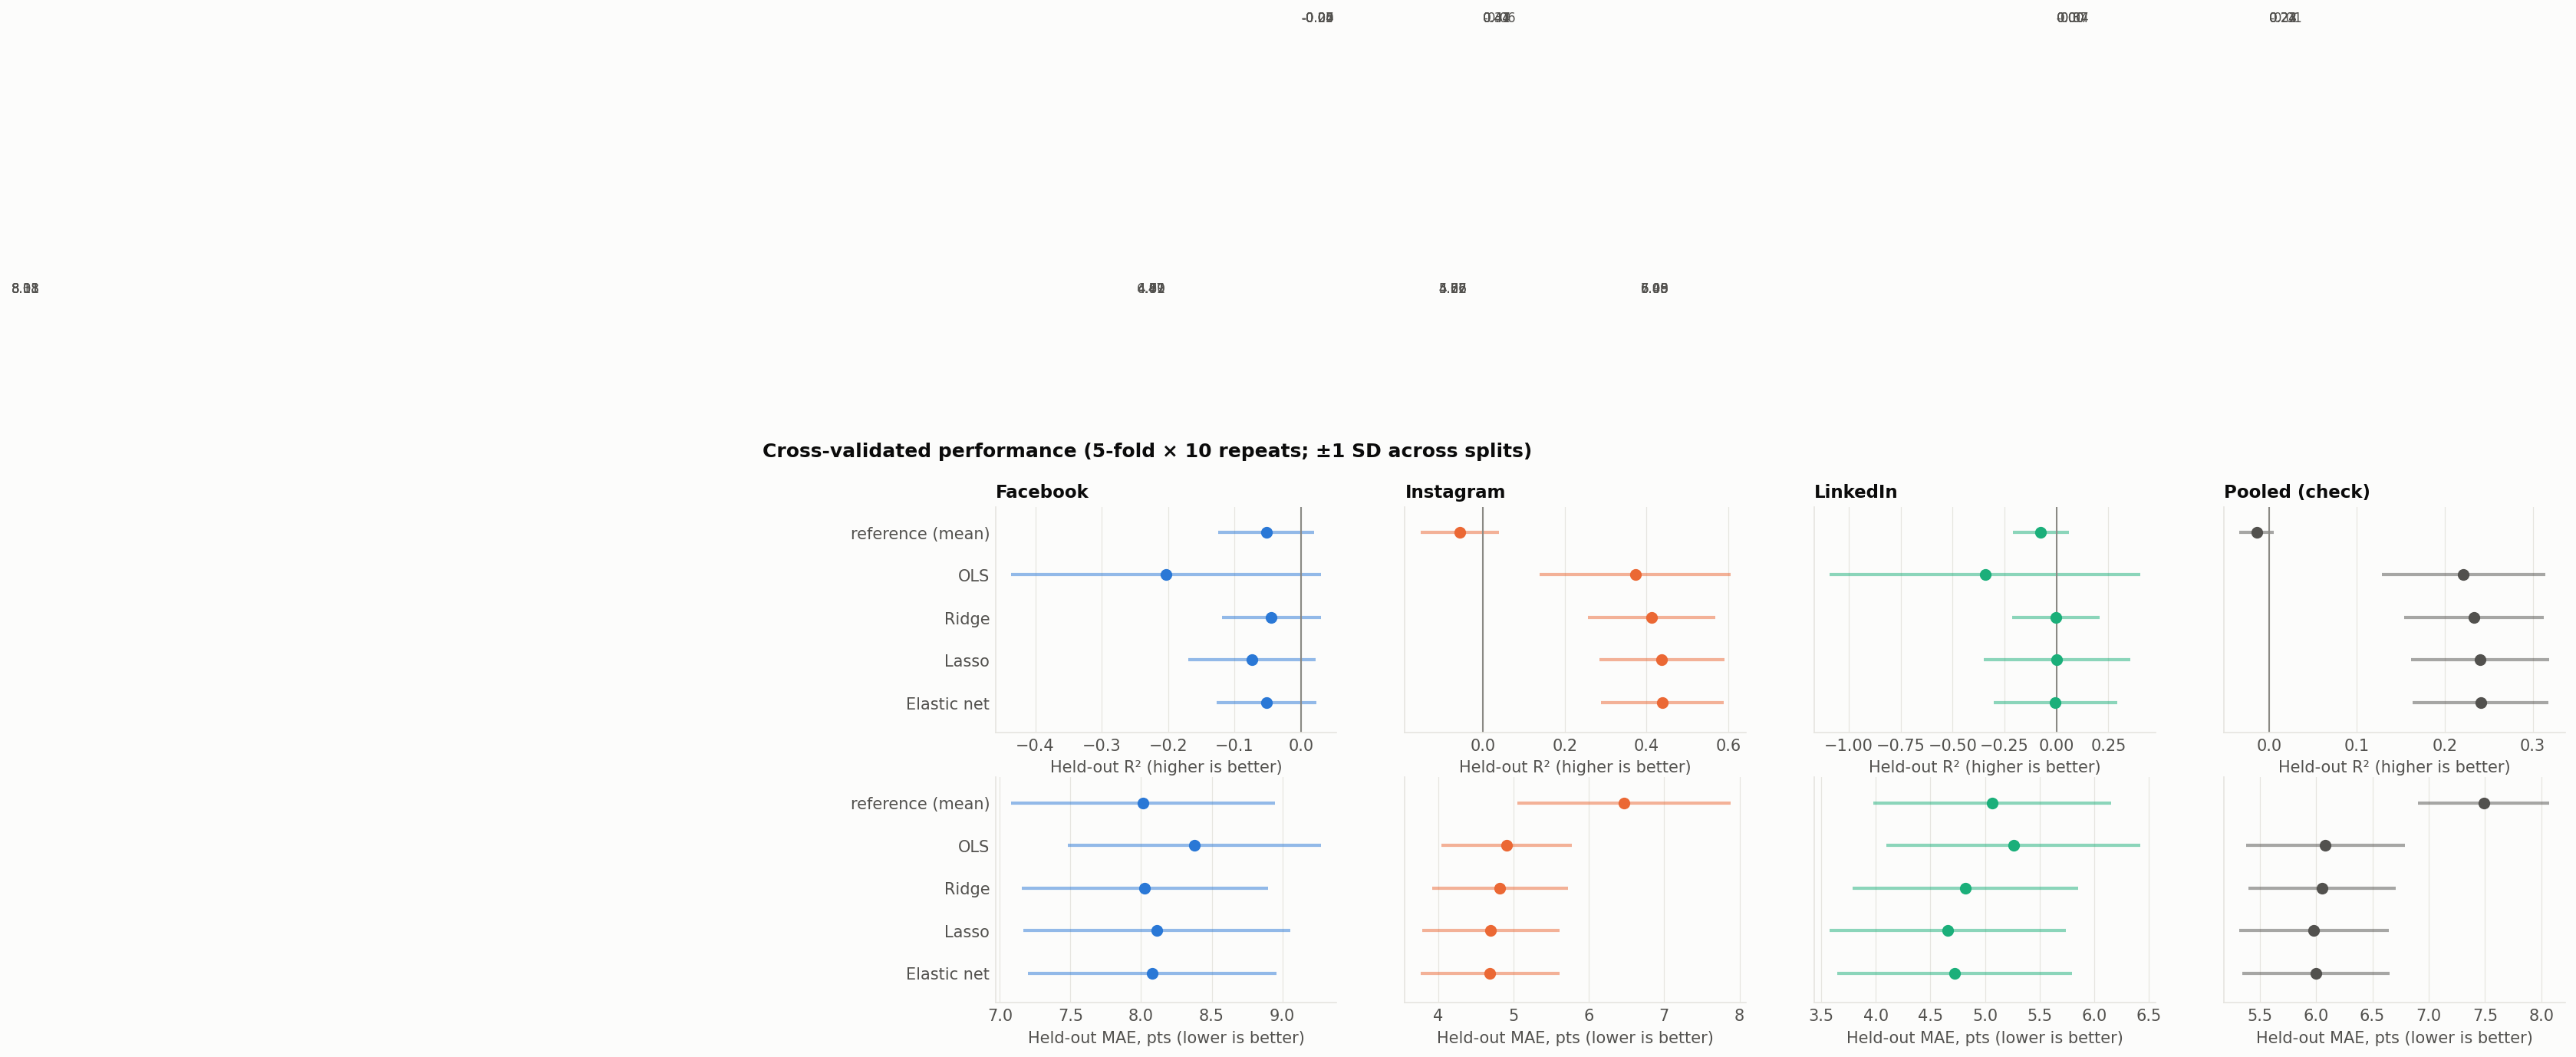 Cross-validated performance (5-fold × 10 repeats; ±1 SD across splits)
Facebook
Instagram
LinkedIn
Pooled (check)
reference (mean)
OLS
Ridge
Lasso
Elastic net
−0.4 −0.3 −0.2 −0.1 0.0
0.0 0.2 0.4 0.6
−1.00 −0.75 −0.50 −0.25 0.00 0.25
0.0 0.1 0.2 0.3
Held-out R² (higher is better)
Held-out R² (higher is better)
Held-out R² (higher is better)
Held-out R² (higher is better)
reference (mean)
OLS
Ridge
Lasso
Elastic net
7.0 7.5 8.0 8.5 9.0
4 5 6 7 8
3.5 4.0 4.5 5.0 5.5 6.0 6.5
5.5 6.0 6.5 7.0 7.5 8.0
Held-out MAE, pts (lower is better)
Held-out MAE, pts (lower is better)
Held-out MAE, pts (lower is better)
Held-out MAE, pts (lower is better)